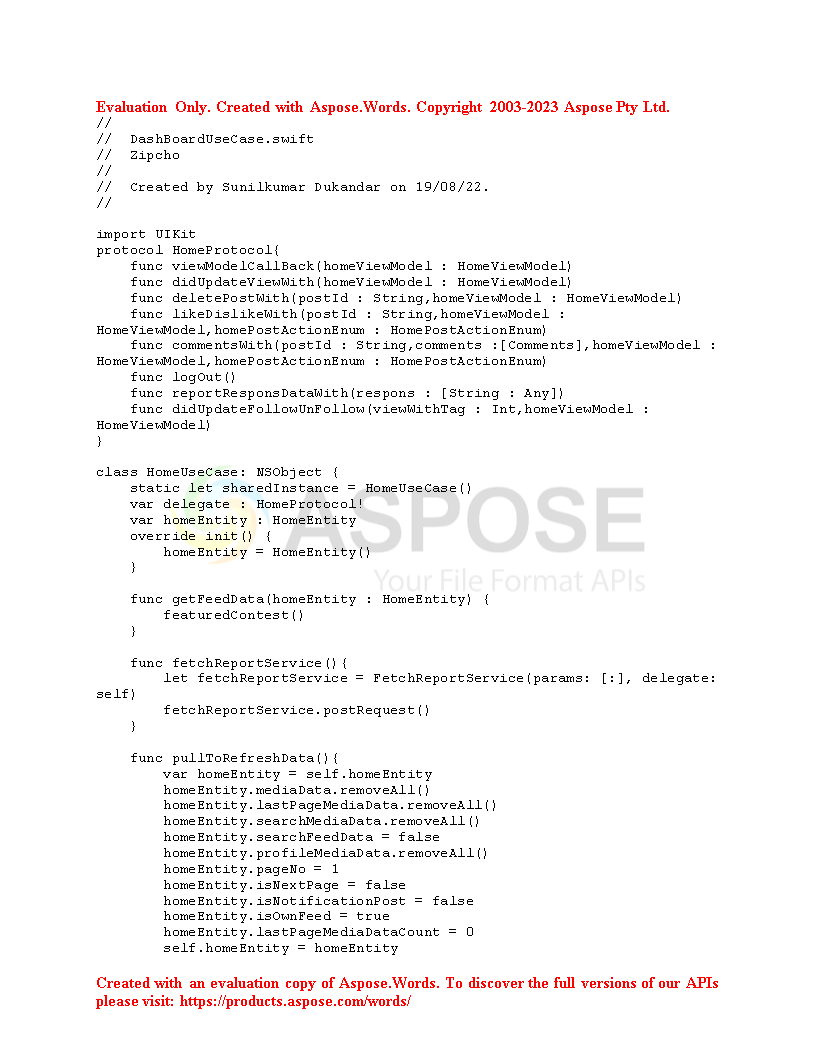 Evaluation Only. Created with Aspose.Words. Copyright 2003-2023 Aspose Pty Ltd.
//
//  DashBoardUseCase.swift
//  Zipcho
//
//  Created by Sunilkumar Dukandar on 19/08/22.
//

import UIKit
protocol HomeProtocol{
    func viewModelCallBack(homeViewModel : HomeViewModel)
    func didUpdateViewWith(homeViewModel : HomeViewModel)
    func deletePostWith(postId : String,homeViewModel : HomeViewModel)
    func likeDislikeWith(postId : String,homeViewModel :
HomeViewModel,homePostActionEnum : HomePostActionEnum)
    func commentsWith(postId : String,comments :[Comments],homeViewModel :
HomeViewModel,homePostActionEnum : HomePostActionEnum)
    func logOut()
    func reportResponsDataWith(respons : [String : Any])
    func didUpdateFollowUnFollow(viewWithTag : Int,homeViewModel :
HomeViewModel)
}

class HomeUseCase: NSObject {
    static let sharedInstance = HomeUseCase()
    var delegate : HomeProtocol!
    var homeEntity : HomeEntity
    override init() {
        homeEntity = HomeEntity()
    }
ASPOSE
Your File Format APIs

    func getFeedData(homeEntity : HomeEntity) {
        featuredContest()
    }

    func fetchReportService(){
        let fetchReportService = FetchReportService(params: [:], delegate:
self)
        fetchReportService.postRequest()
    }

    func pullToRefreshData(){
        var homeEntity = self.homeEntity
        homeEntity.mediaData.removeAll()
        homeEntity.lastPageMediaData.removeAll()
        homeEntity.searchMediaData.removeAll()
        homeEntity.searchFeedData = false
        homeEntity.profileMediaData.removeAll()
        homeEntity.pageNo = 1
        homeEntity.isNextPage = false
        homeEntity.isNotificationPost = false
        homeEntity.isOwnFeed = true
        homeEntity.lastPageMediaDataCount = 0
        self.homeEntity = homeEntity

Created with an evaluation copy of Aspose.Words. To discover the full versions of our APIs
please visit: https://products.aspose.com/words/